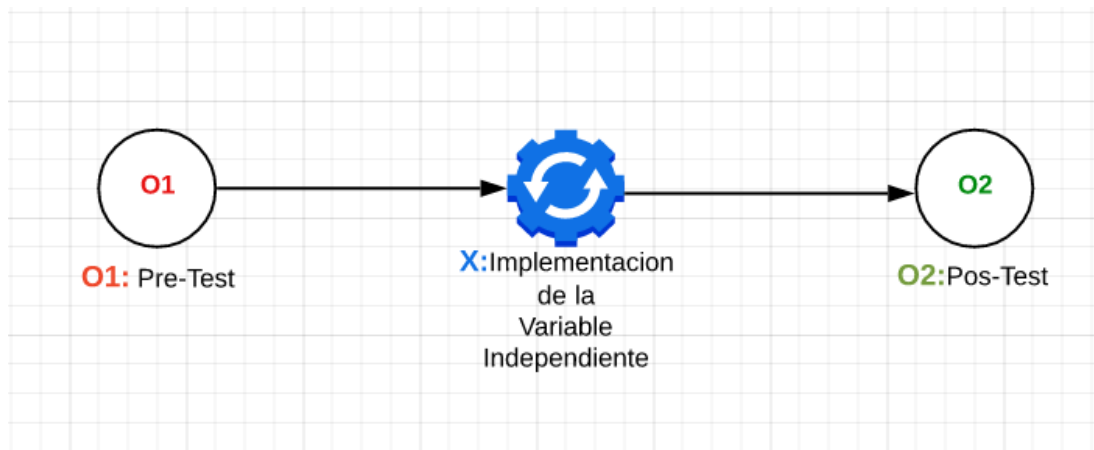 O1
O2
O1: Pre-Test
X:Implementacion
de la
Variable
Independiente
O2:Pos-Test